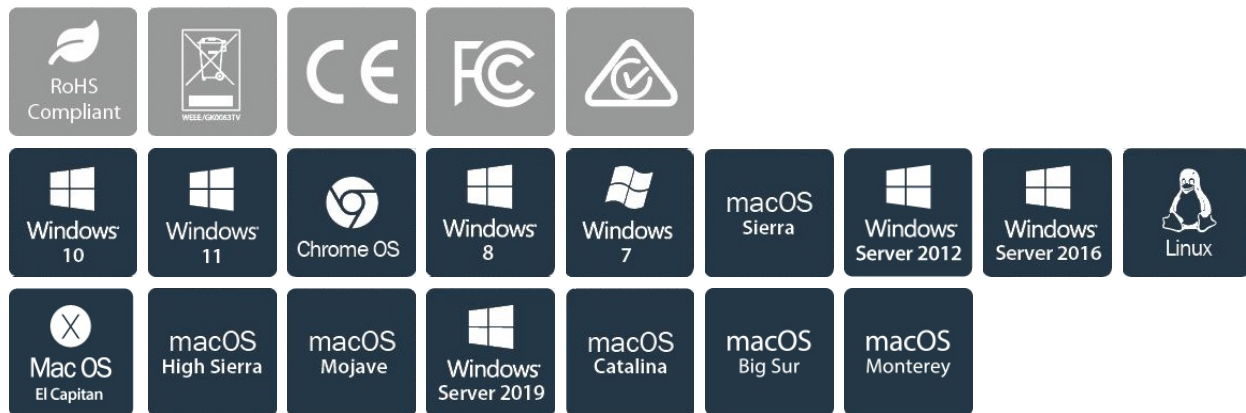 RoHS
Compliant
WEEE/GK0083TV
CE
FC
Windows
10
Windows
11
Chrome OS
Windows
8
Windows
7
macOS
Sierra
Windows
Server 2012
Windows
Server 2016
Linux
X
Mac OS
El Capitan
macOS
High Sierra
macOS
Mojave
Windows
Server 2019
macOS
Catalina
macOS
Big Sur
macOS
Monterey